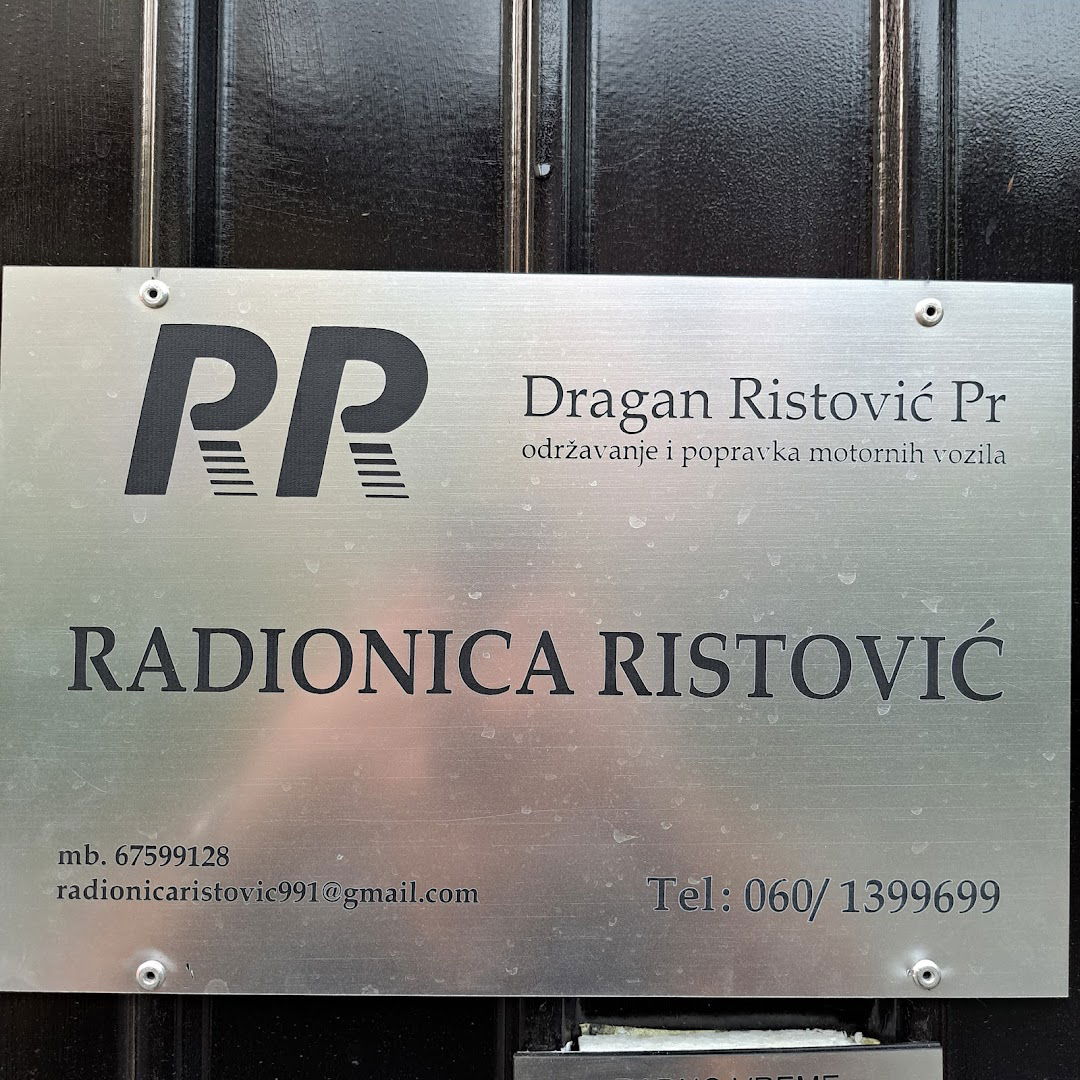 RR
Dragan Ristović Pr
održavanje i popravka motornih vozila
RADIONICA RISTOVIĆ
mb. 67599128
radionicaristovic991@gmail.com
Tel: 060/ 1399699